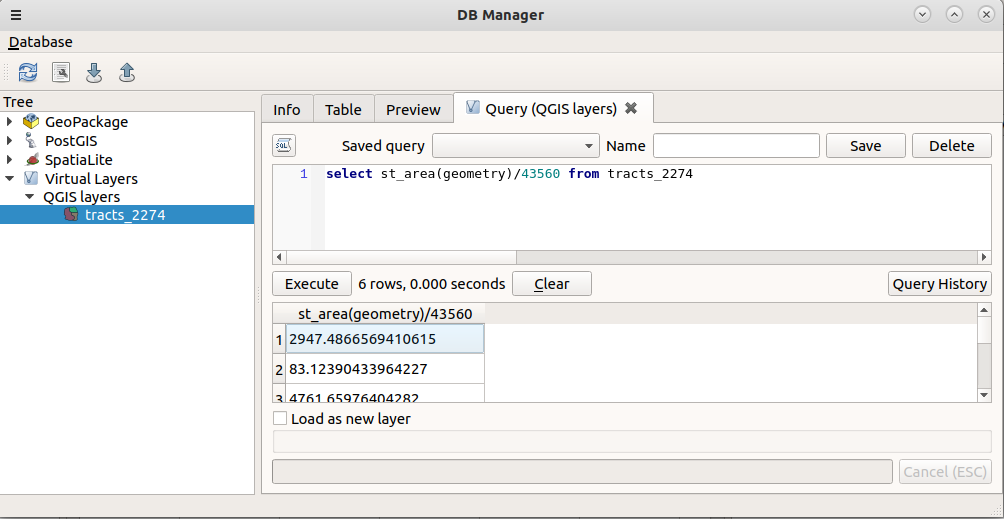 DB Manager
Database
Tree
GeoPackage
PostGIS
SpatiaLite
Virtual Layers
QGIS layers
tracts_2274
Info Table Preview Query (QGIS layers)
SQL Saved query Name Save Delete
1 select st_area(geometry)/43560 from tracts_2274
Execute 6 rows, 0.000 seconds Clear Query History
st_area(geometry)/43560
1 2947.4866569410615
2 83.12390433964227
3 4761.65976404282
Load as new layer
Cancel (ESC)